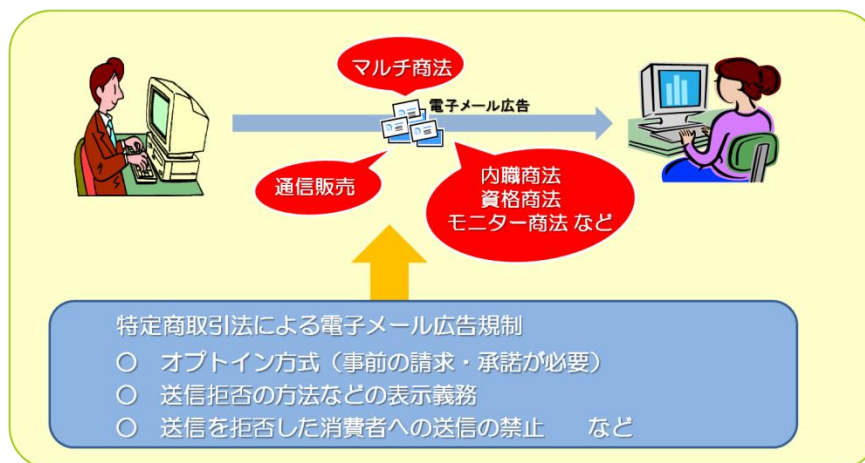 マルチ商法
電子メール広告
通信販売
内職商法
資格商法
モニター商法 など
特定商取引法による電子メール広告規制
○ オプトイン方式（事前の請求・承諾が必要）
○ 送信拒否の方法などの表示義務
○ 送信を拒否した消費者への送信の禁止　　など